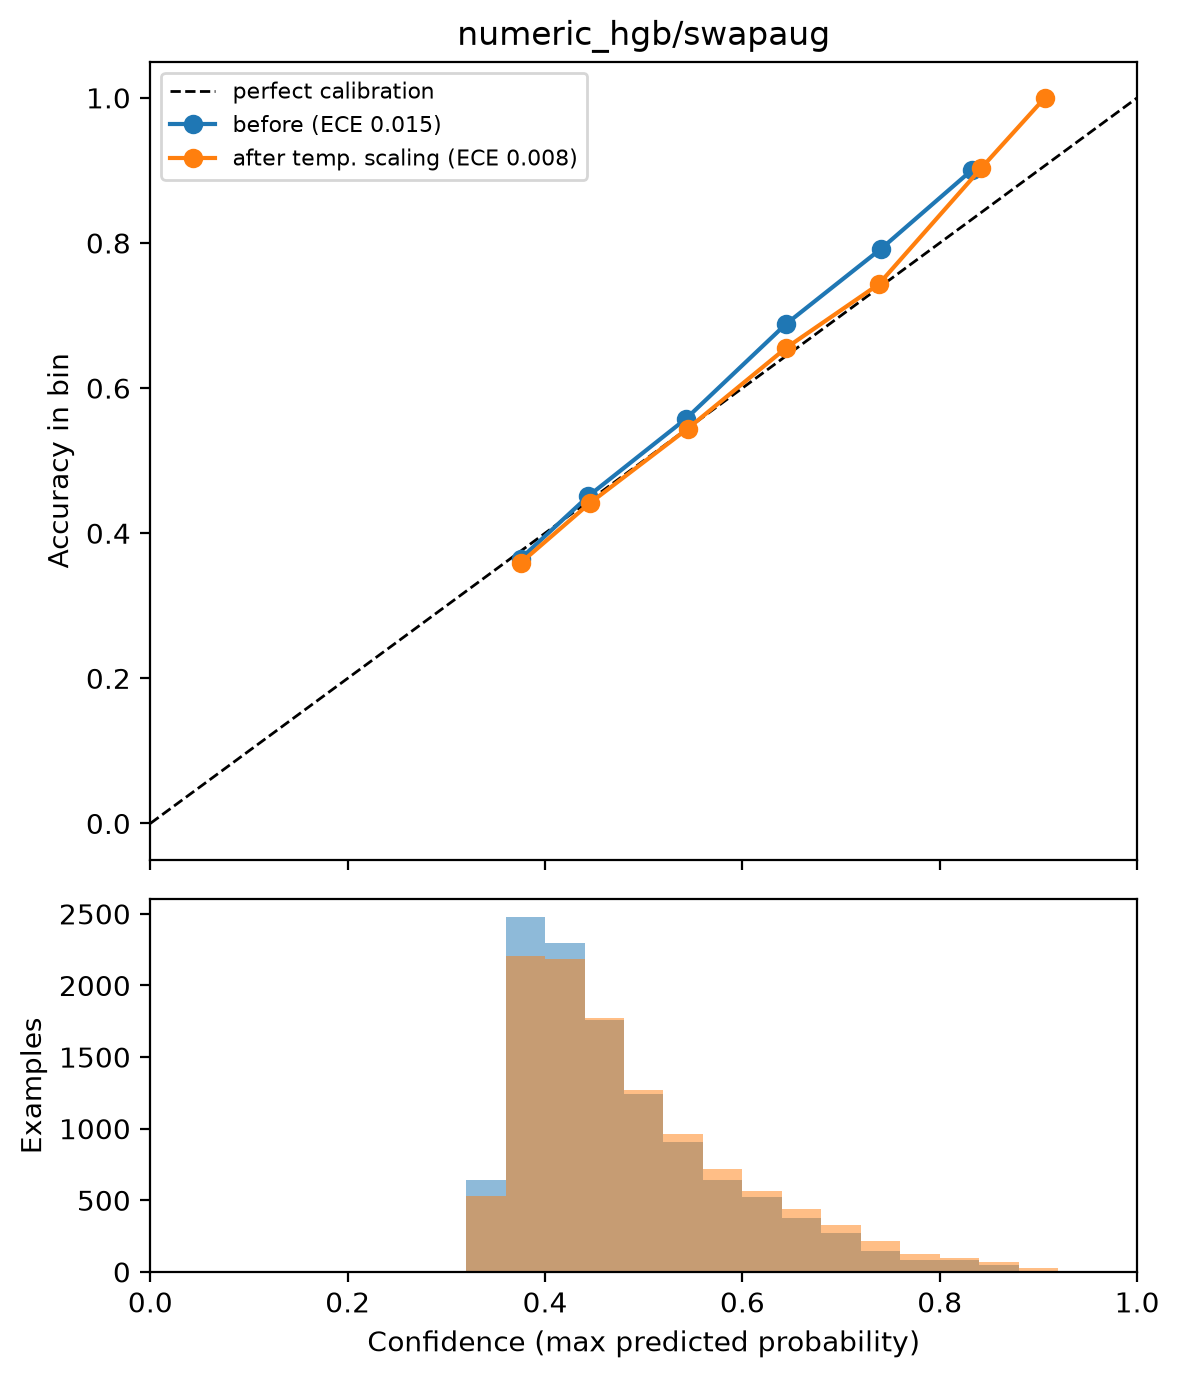 numeric_hgb/swapaug
perfect calibration
before (ECE 0.015)
after temp. scaling (ECE 0.008)
1.0
0.8
0.6
0.4
0.2
0.0
Accuracy in bin
2500
2000
1500
1000
500
0
Examples
0.0 0.2 0.4 0.6 0.8 1.0
Confidence (max predicted probability)